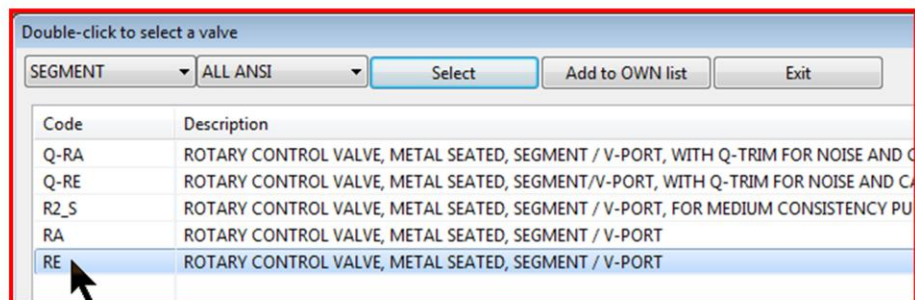 Double-click to select a valve
SEGMENT ALL ANSI Select Add to OWN list Exit
Code Description
Q-RA ROTARY CONTROL VALVE, METAL SEATED, SEGMENT / V-PORT, WITH Q-TRIM FOR NOISE AND
Q-RE ROTARY CONTROL VALVE, METAL SEATED, SEGMENT/V-PORT, WITH Q-TRIM FOR NOISE AND
R2_S ROTARY CONTROL VALVE, METAL SEATED, SEGMENT / V-PORT, FOR MEDIUM CONSISTENCY
RA ROTARY CONTROL VALVE, METAL SEATED, SEGMENT / V-PORT
RE ROTARY CONTROL VALVE, METAL SEATED, SEGMENT / V-PORT